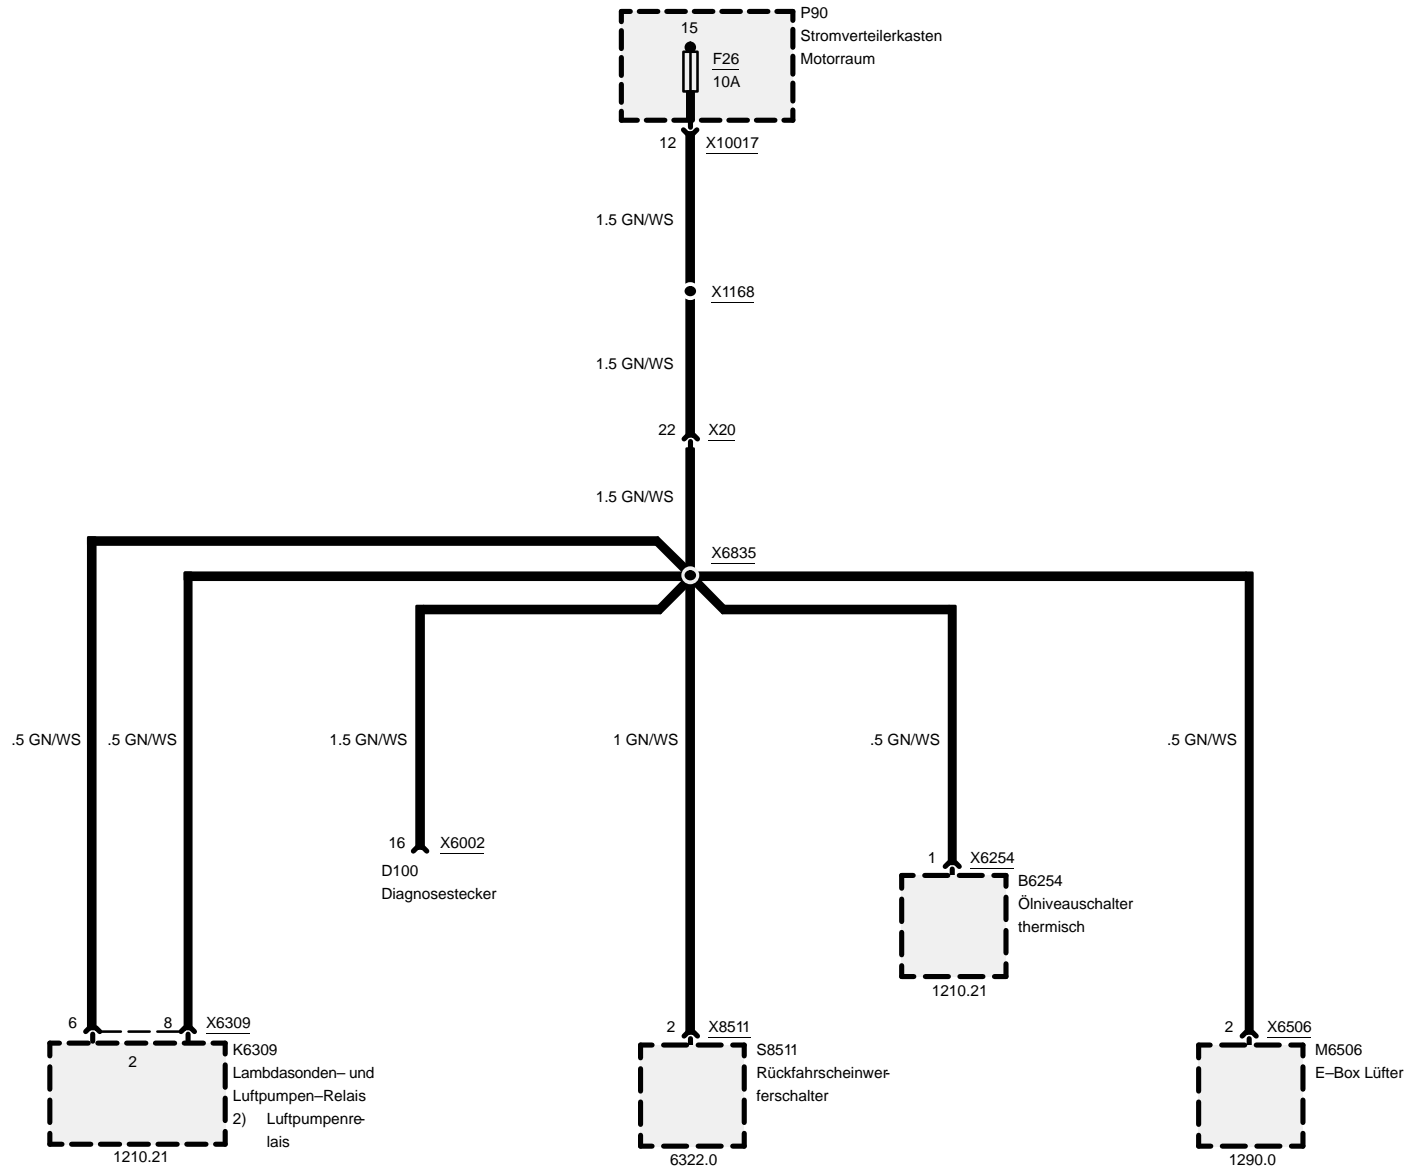 P90
Stromverteilerkasten
Motorraum
15
F26
10A
12 X10017
1.5 GN/WS
X1168
1.5 GN/WS
22 X20
1.5 GN/WS
X6835
.5 GN/WS .5 GN/WS 1.5 GN/WS 1 GN/WS .5 GN/WS .5 GN/WS
16 X6002
D100
Diagnosestecker
1 X6254
B6254
Ölniveauschalter
thermisch
1210.21
6 8 X6309
2
K6309
Lambdasonden– und
Luftpumpen–Relais
2) Luftpumpenre-
lais
1210.21
2 X8511
S8511
Rückfahrscheinwer-
ferschalter
6322.0
2 X6506
M6506
E–Box Lüfter
1290.0